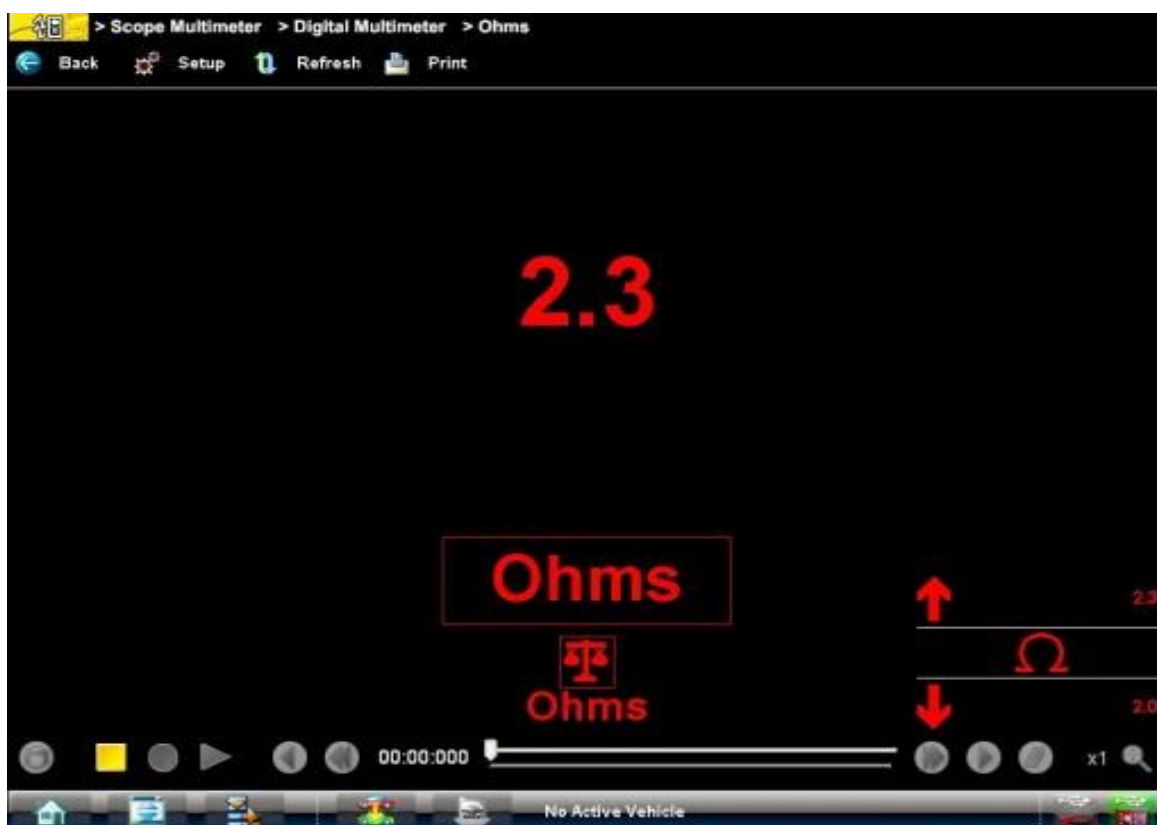 > Scope Multimeter > Digital Multimeter > Ohms
Back Setup Refresh Print
2.3
Ohms
2.3
Ω
Ohms
2.0
00:00:000
x1
No Active Vehicle